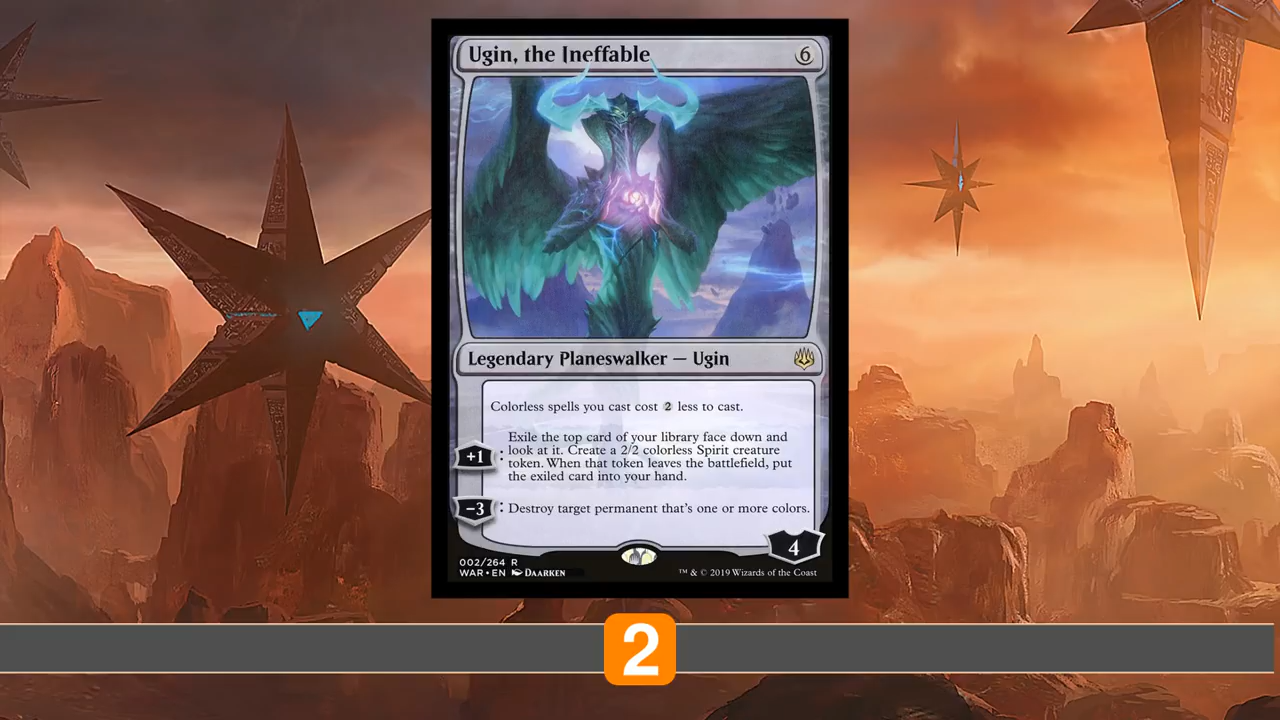 Ugin, the Ineffable 6
Legendary Planeswalker — Ugin
Colorless spells you cast cost 2 less to cast.
Exile the top card of your library face down and
+1: look at it. Create a 2/2 colorless Spirit creature
token. When that token leaves the battlefield, put
the exiled card into your hand.
−3: Destroy target permanent that's one or more colors.
4
002/264 R
WAR • EN DAARKEN
™ & © 2019 Wizards of the Coast
2